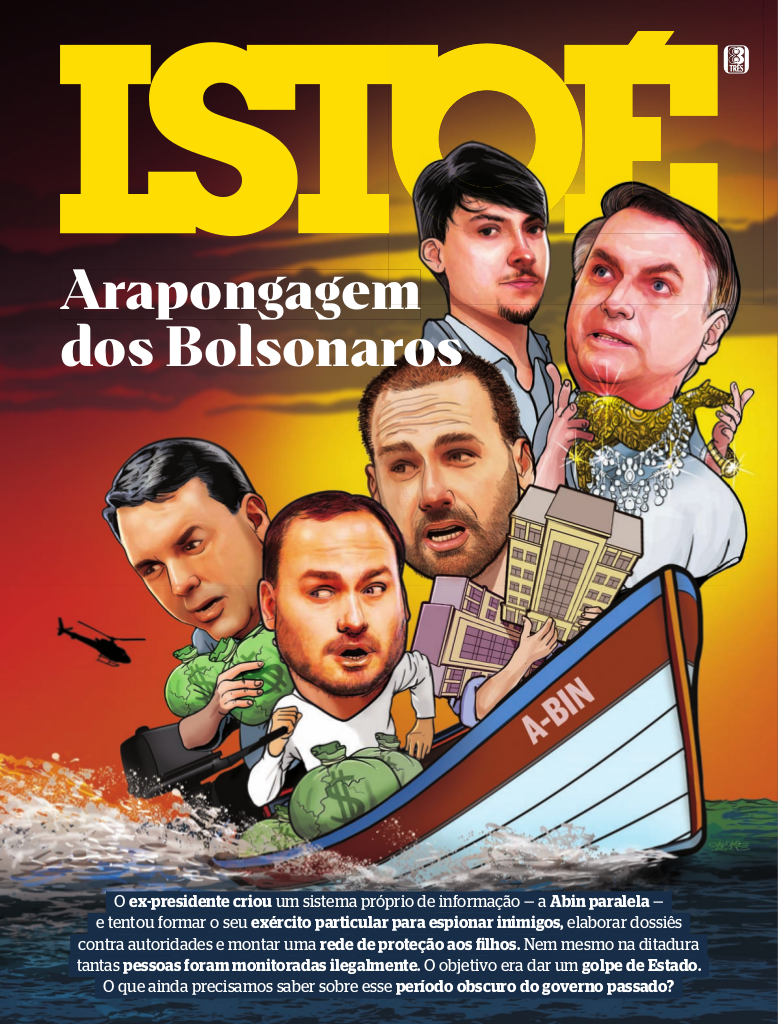 ISTOÉ
TRÊS
Arapongagem
dos Bolsonaros
A-BIN
O ex-presidente criou um sistema próprio de informação — a Abin paralela —
e tentou formar o seu exército particular para espionar inimigos, elaborar dossiês
contra autoridades e montar uma rede de proteção aos filhos. Nem mesmo na ditadura
tantas pessoas foram monitoradas ilegalmente. O objetivo era dar um golpe de Estado.
O que ainda precisamos saber sobre esse período obscuro do governo passado?